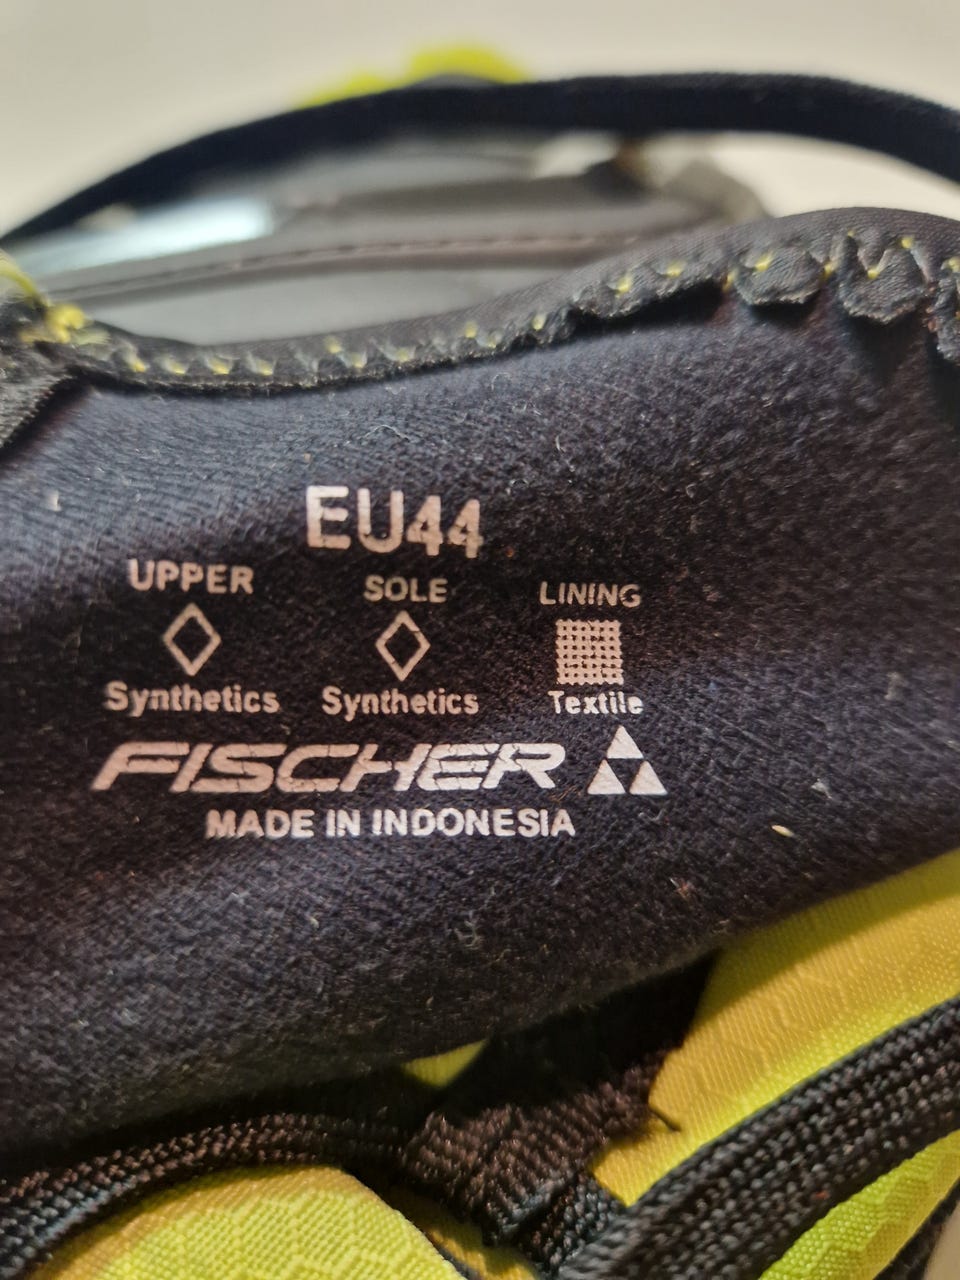 EU44
UPPER SOLE LINING
Synthetics Synthetics Textile
FISCHER
MADE IN INDONESIA